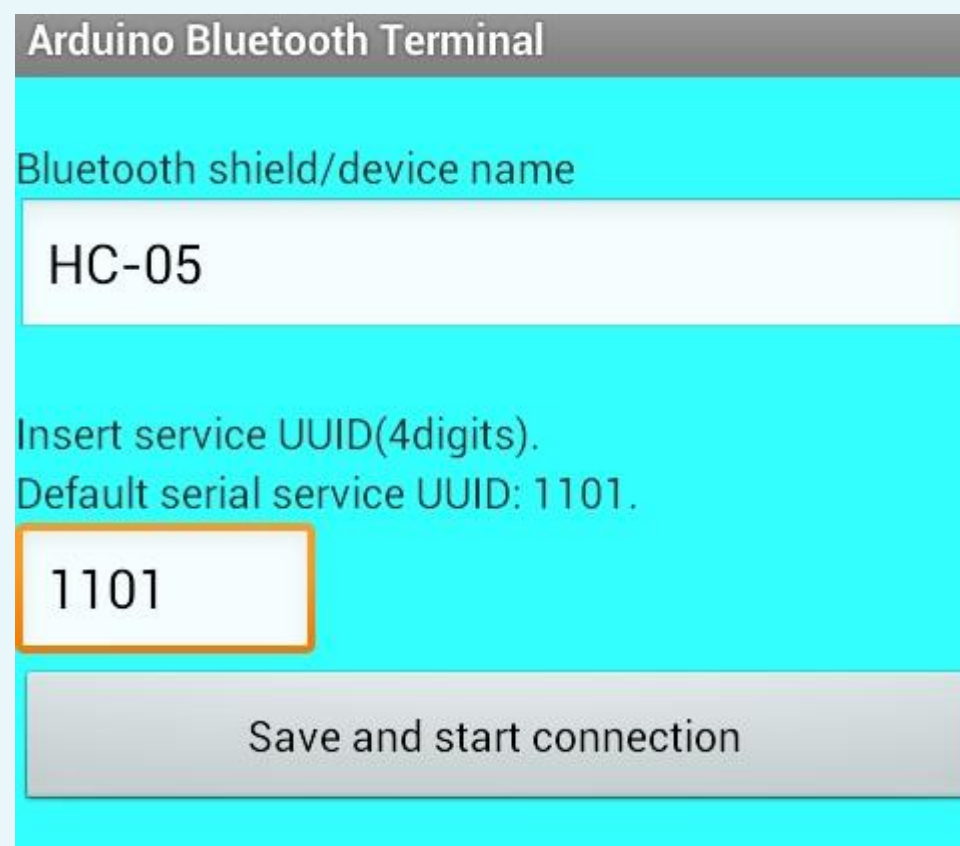 Arduino Bluetooth Terminal
Bluetooth shield/device name
HC-05
Insert service UUID(4digits).
Default serial service UUID: 1101.
1101
Save and start connection